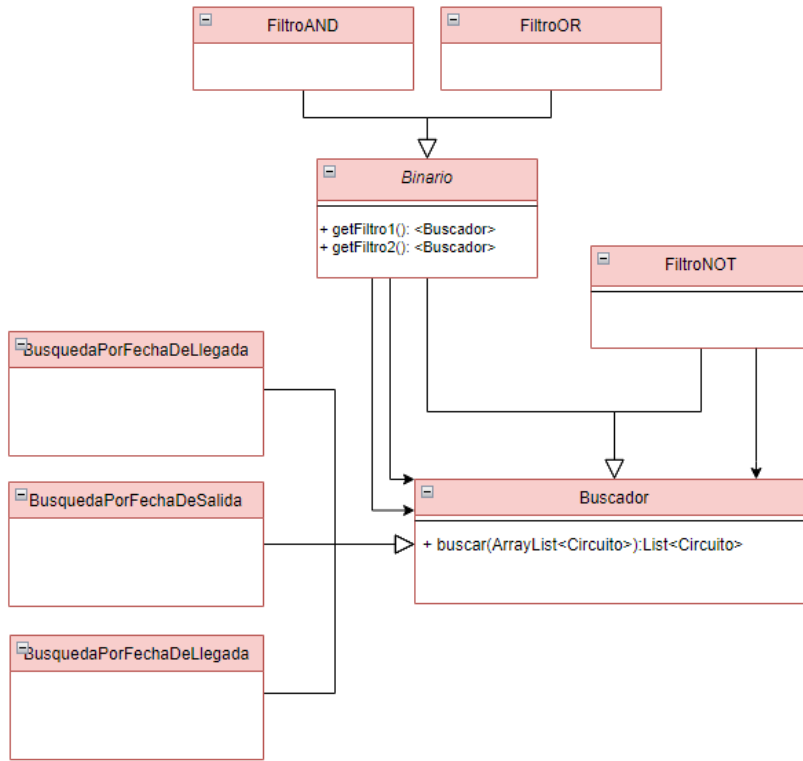 FiltroAND
FiltroOR
Binario
+ getFiltro1(): <Buscador>
+ getFiltro2(): <Buscador>
FiltroNOT
BusquedaPorFechaDeLlegada
BusquedaPorFechaDeSalida
Buscador
+ buscar(ArrayList<Circuito>):List<Circuito>
BusquedaPorFechaDeLlegada